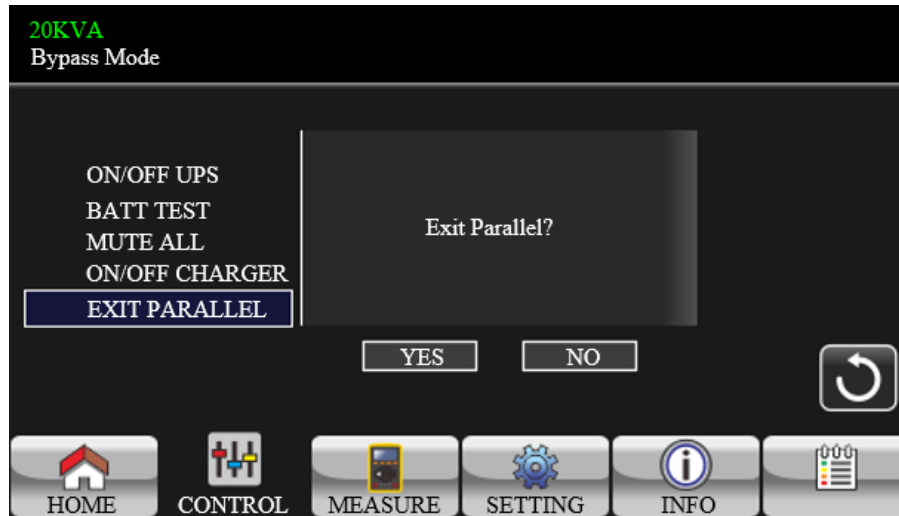 20KVA
Bypass Mode
ON/OFF UPS
BATT TEST
MUTE ALL
ON/OFF CHARGER
EXIT PARALLEL
Exit Parallel?
YES
NO
HOME
CONTROL
MEASURE
SETTING
INFO